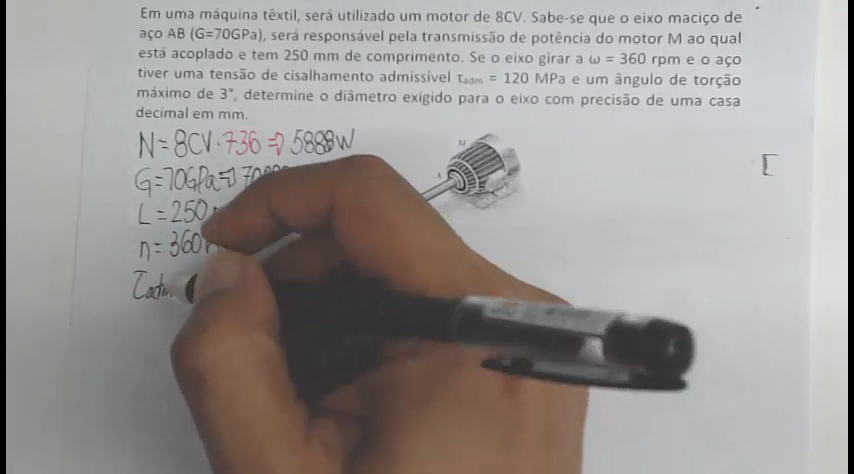 Em uma máquina têxtil, será utilizado um motor de 8CV. Sabe-se que o eixo maciço de
aço AB (G=70GPa), será responsável pela transmissão de potência do motor M ao qual
está acoplado e tem 250 mm de comprimento. Se o eixo girar a ω = 360 rpm e o aço
tiver uma tensão de cisalhamento admissível τadm = 120 MPa e um ângulo de torção
máximo de 3°, determine o diâmetro exigido para o eixo com precisão de uma casa
decimal em mm.
N = 8CV · 736 ⇒ 5888W
G = 70GPa ⇒
L = 250
n = 360
τadm
M
A